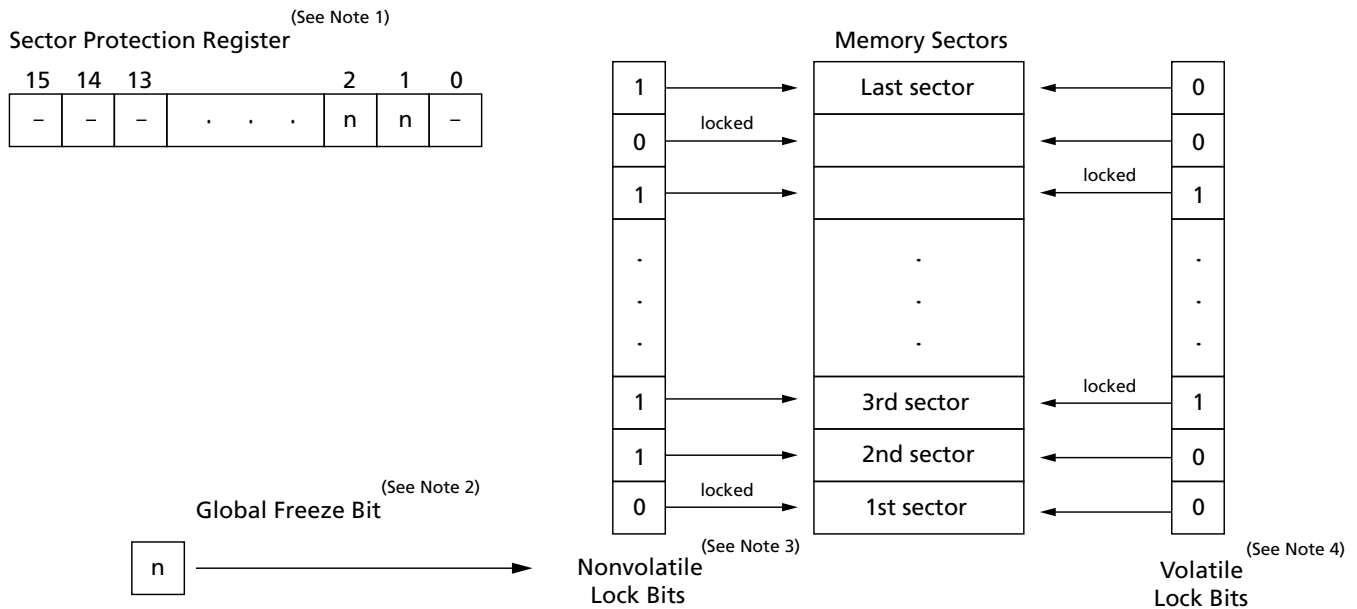 (See Note 1)
Sector Protection Register
15 14 13 2 1 0
– – – . . . n n –
Memory Sectors
1 Last sector 0
0 locked 0
1 locked 1
. . .
. . .
. . .
1 3rd sector locked 1
1 2nd sector 0
0 locked 1st sector 0
Global Freeze Bit (See Note 2)
n
Nonvolatile Lock Bits (See Note 3)
Volatile Lock Bits (See Note 4)